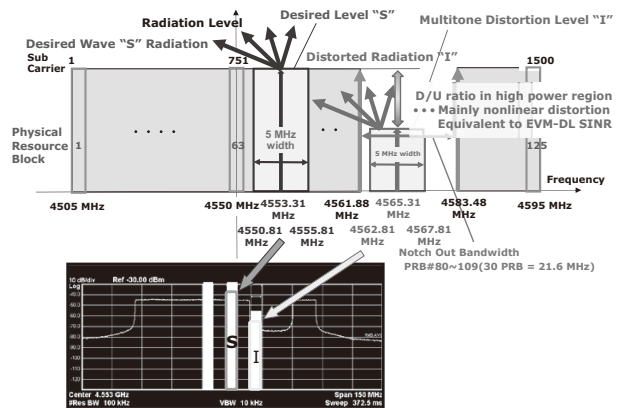 Radiation Level
Desired Level “S”
Multitone Distortion Level “I”
Desired Wave “S” Radiation
Distorted Radiation “I”
Sub Carrier
1
751
1500
D/U ratio in high power region
• • • Mainly nonlinear distortion
Equivalent to EVM-DL SINR
Physical Resource Block
1
• • • •
63
5 MHz width
• •
5 MHz width
125
Frequency
4505 MHz
4550 MHz
4553.31 MHz
4561.88 MHz
4565.31 MHz
4583.48 MHz
4595 MHz
4550.81 MHz
4555.81 MHz
4562.81 MHz
4567.81 MHz
Notch Out Bandwidth
PRB#80~109(30 PRB = 21.6 MHz)
10 dB/div
Ref -30.00 dBm
Log
S
I
Center 4.553 GHz
#Res BW 100 kHz
VBW 10 kHz
Span 150 MHz
Sweep 372.5 ms